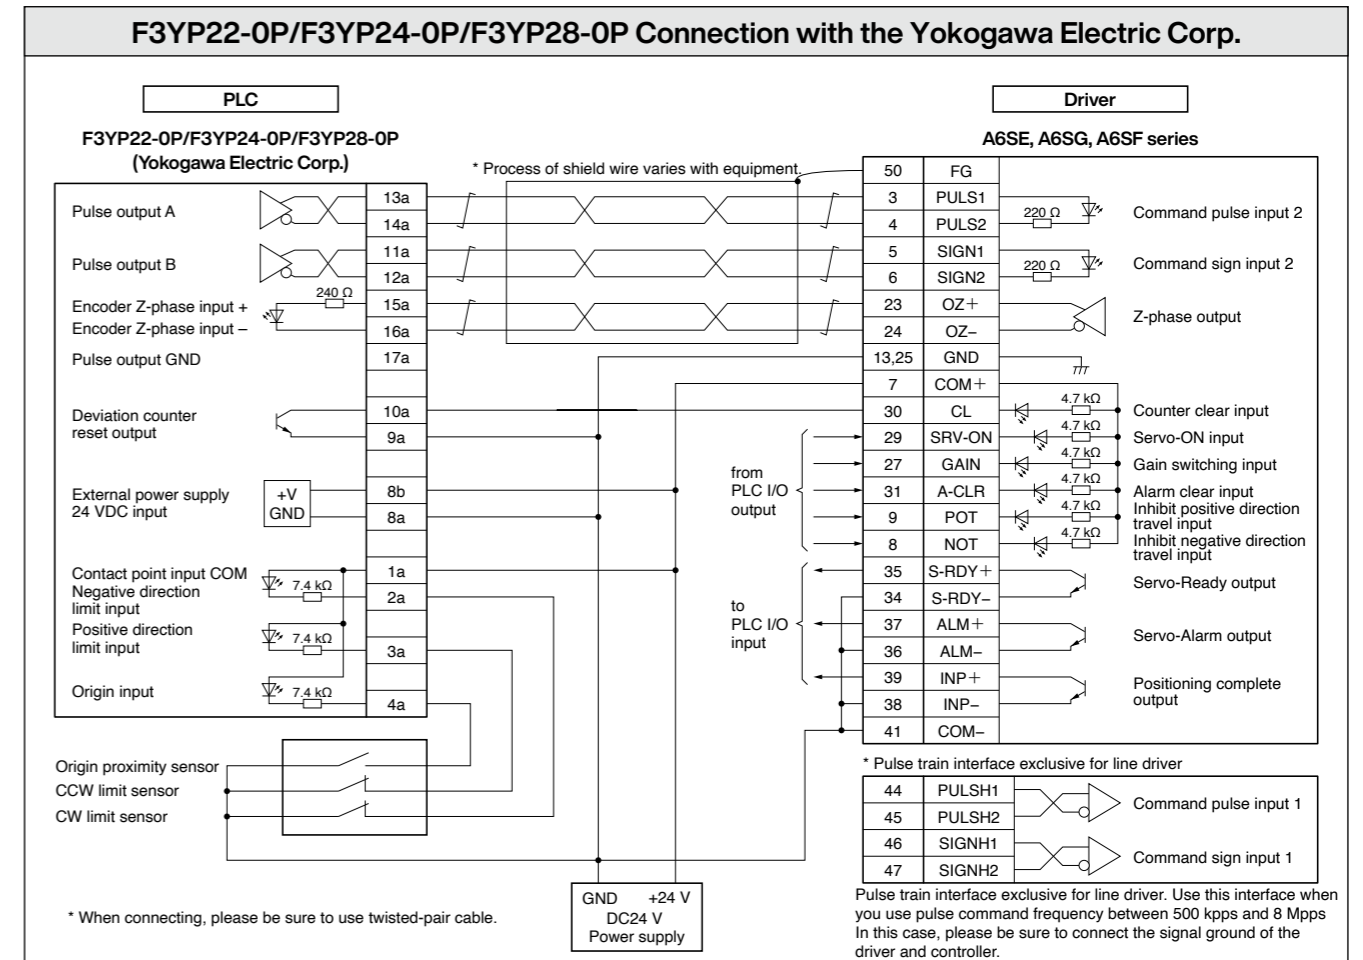 F3YP22-0P/F3YP24-0P/F3YP28-0P Connection with the Yokogawa Electric Corp.
PLC
F3YP22-0P/F3YP24-0P/F3YP28-0P
(Yokogawa Electric Corp.)
Pulse output A
13a
14a
Pulse output B
11a
12a
240 Ω
Encoder Z-phase input +
15a
Encoder Z-phase input –
16a
Pulse output GND
17a
Deviation counter
reset output
10a
9a
External power supply
24 VDC input
+V
GND
8b
8a
Contact point input COM
1a
Negative direction
limit input
7.4 kΩ
2a
Positive direction
limit input
7.4 kΩ
3a
Origin input
7.4 kΩ
4a
Origin proximity sensor
CCW limit sensor
CW limit sensor
* When connecting, please be sure to use twisted-pair cable.
* Process of shield wire varies with equipment.
from
PLC I/O
output
to
PLC I/O
input
GND +24 V
DC24 V
Power supply
Driver
A6SE, A6SG, A6SF series
50 FG
3 PULS1
4 PULS2
220 Ω
Command pulse input 2
5 SIGN1
6 SIGN2
220 Ω
Command sign input 2
23 OZ+
24 OZ–
Z-phase output
13,25 GND
7 COM+
30 CL
4.7 kΩ
Counter clear input
29 SRV-ON
4.7 kΩ
Servo-ON input
27 GAIN
4.7 kΩ
Gain switching input
31 A-CLR
4.7 kΩ
Alarm clear input
9 POT
4.7 kΩ
Inhibit positive direction
travel input
8 NOT
4.7 kΩ
Inhibit negative direction
travel input
35 S-RDY+
34 S-RDY–
Servo-Ready output
37 ALM+
36 ALM–
Servo-Alarm output
39 INP+
38 INP–
Positioning complete
output
41 COM–
* Pulse train interface exclusive for line driver
44 PULSH1
45 PULSH2
Command pulse input 1
46 SIGNH1
47 SIGNH2
Command sign input 1
Pulse train interface exclusive for line driver. Use this interface when
you use pulse command frequency between 500 kpps and 8 Mpps
In this case, please be sure to connect the signal ground of the
driver and controller.